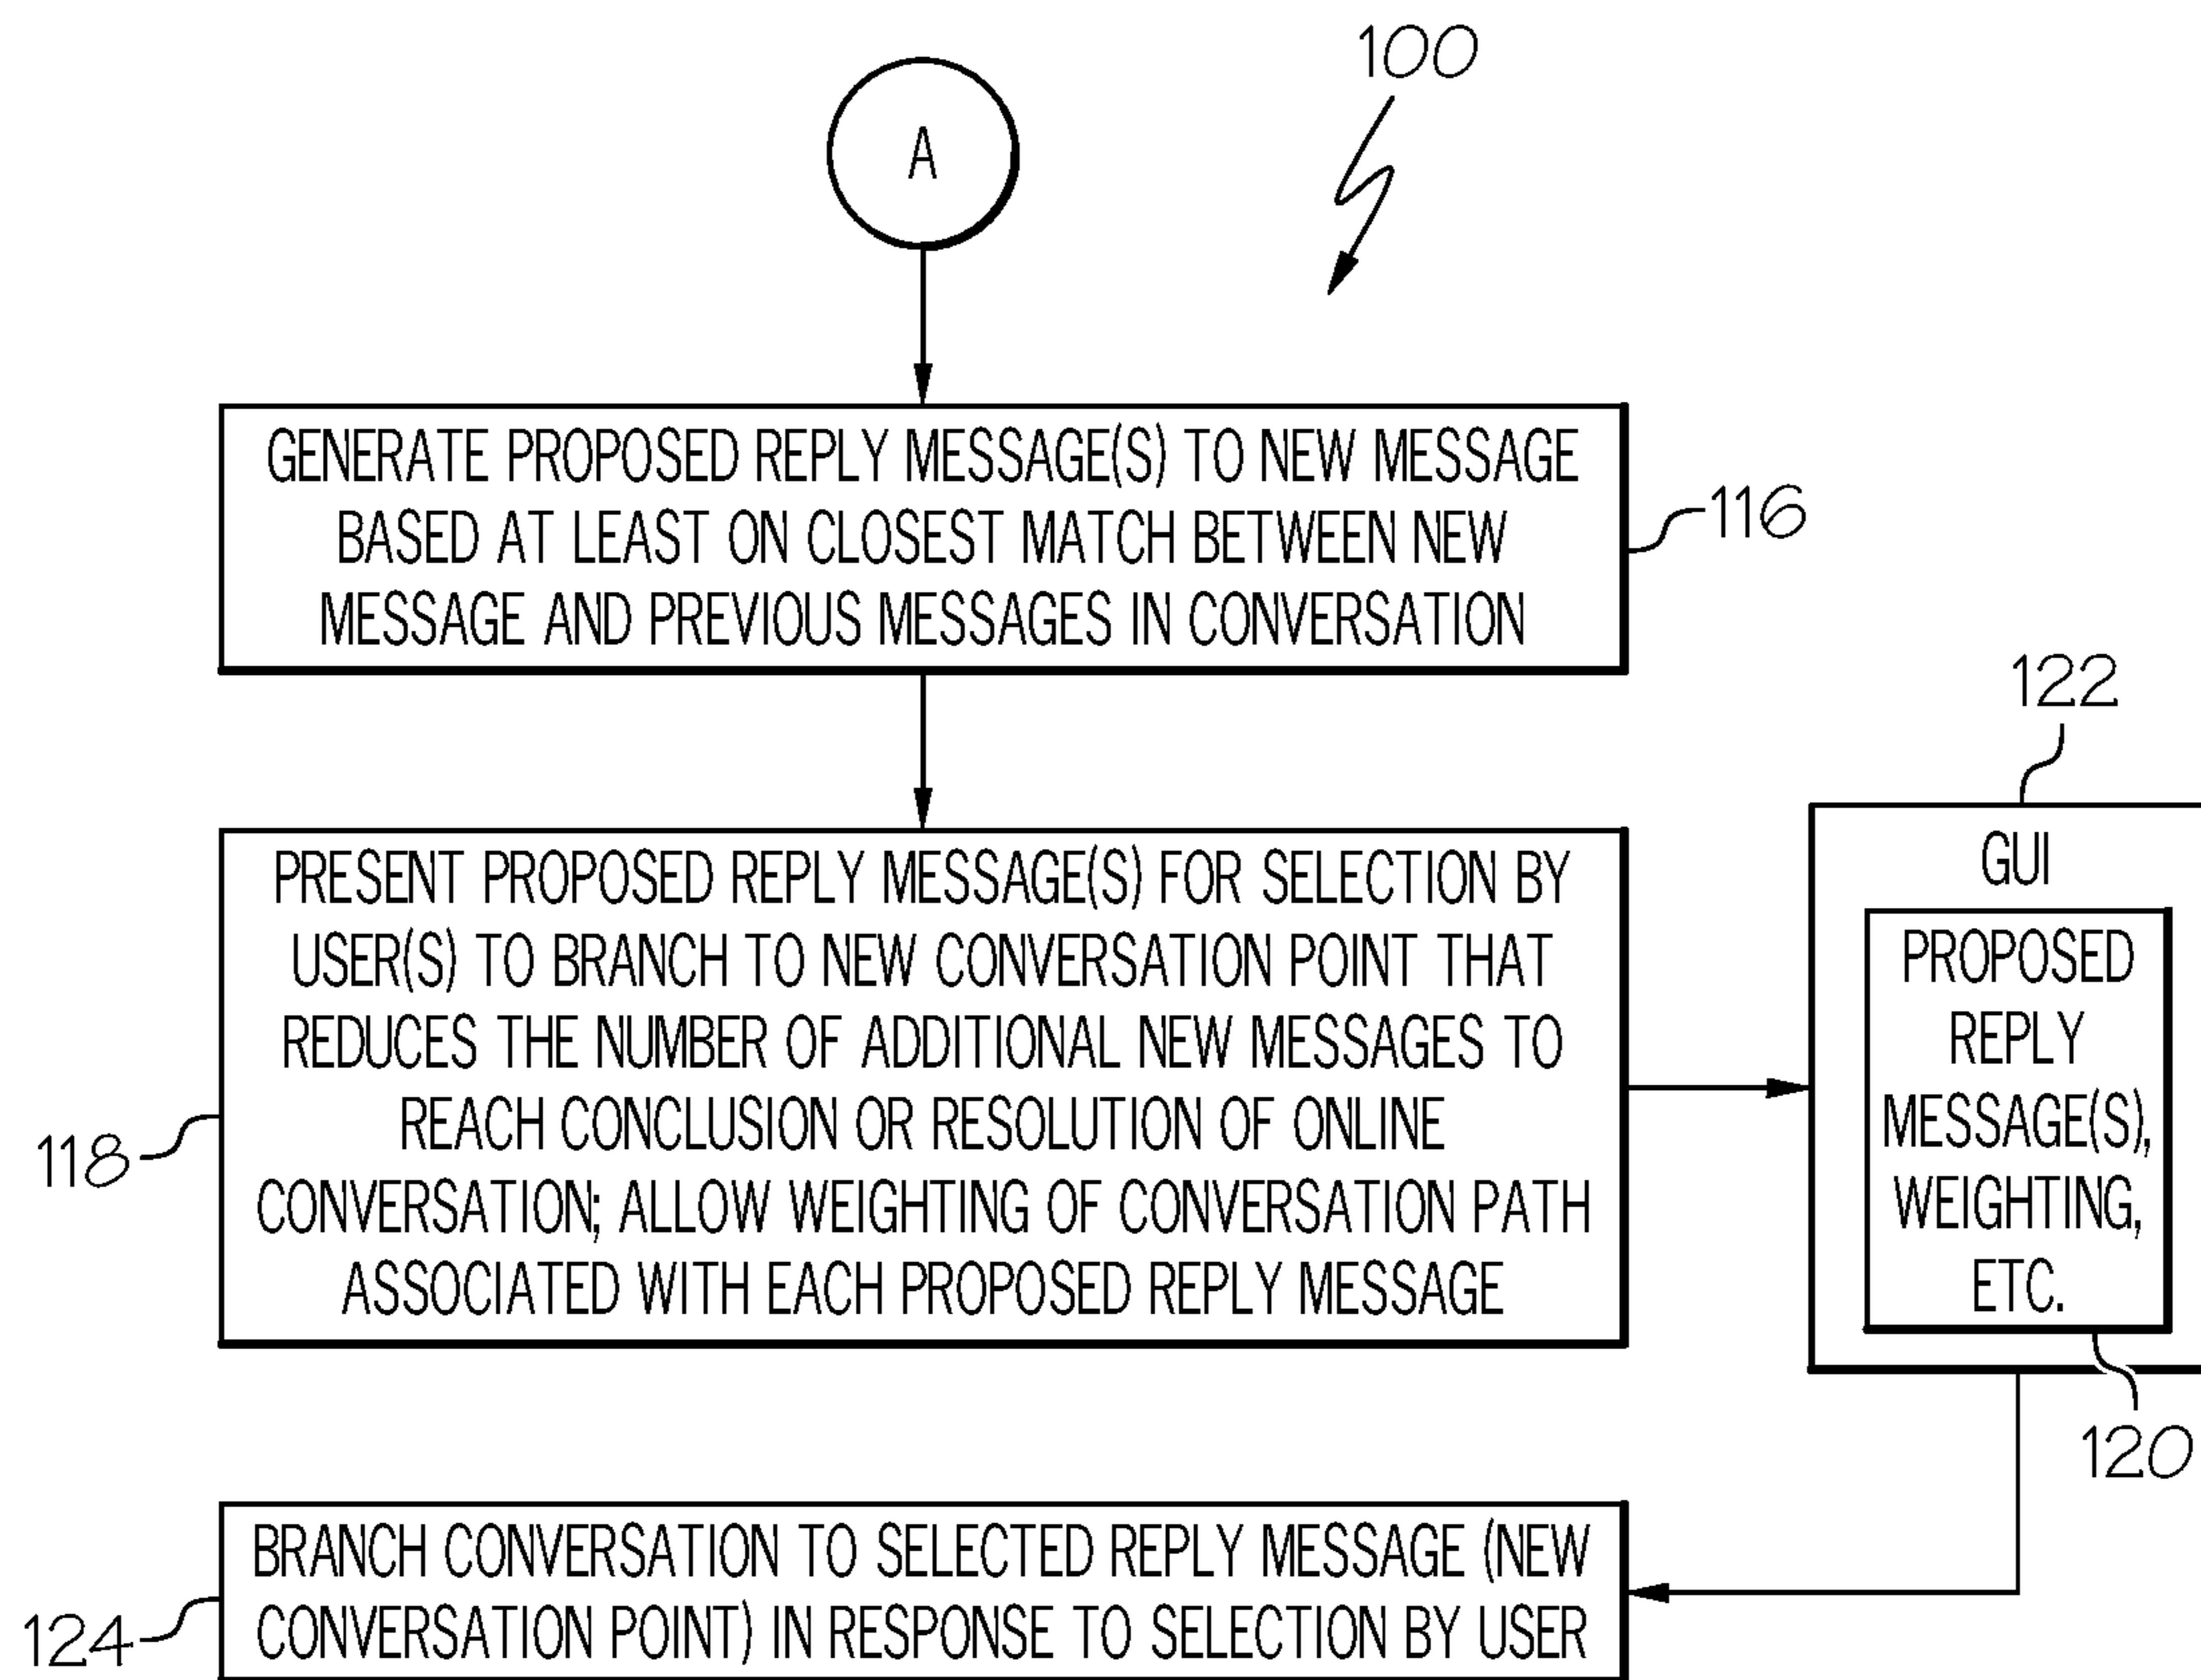 100
A
GENERATE PROPOSED REPLY MESSAGE(S) TO NEW MESSAGE
BASED AT LEAST ON CLOSEST MATCH BETWEEN NEW
MESSAGE AND PREVIOUS MESSAGES IN CONVERSATION
116
PRESENT PROPOSED REPLY MESSAGE(S) FOR SELECTION BY
USER(S) TO BRANCH TO NEW CONVERSATION POINT THAT
REDUCES THE NUMBER OF ADDITIONAL NEW MESSAGES TO
REACH CONCLUSION OR RESOLUTION OF ONLINE
CONVERSATION; ALLOW WEIGHTING OF CONVERSATION PATH
ASSOCIATED WITH EACH PROPOSED REPLY MESSAGE
118
122
GUI
PROPOSED
REPLY
MESSAGE(S),
WEIGHTING,
ETC.
120
BRANCH CONVERSATION TO SELECTED REPLY MESSAGE (NEW
CONVERSATION POINT) IN RESPONSE TO SELECTION BY USER
124